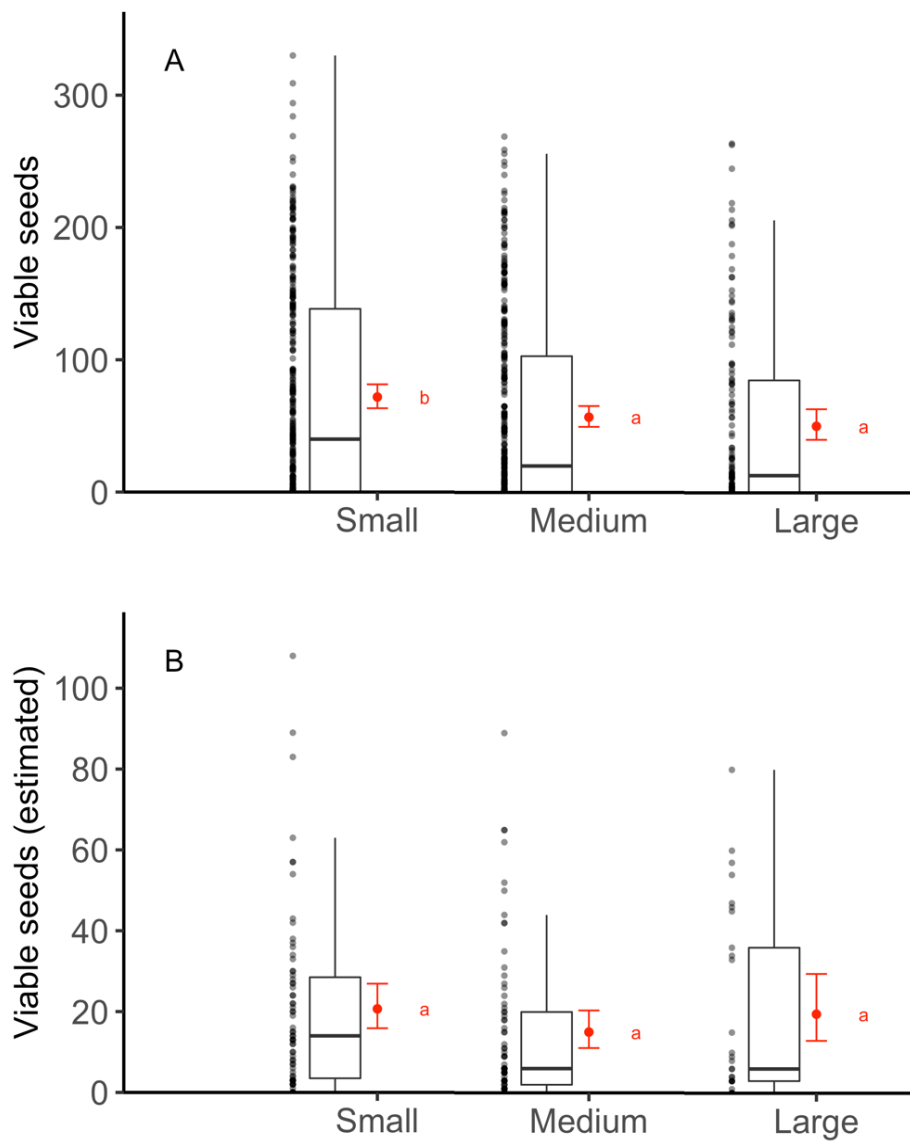 A
Viable seeds
300
200
100
0
b
a
a
Small Medium Large
B
Viable seeds (estimated)
100
80
60
40
20
0
a
a
a
Small Medium Large